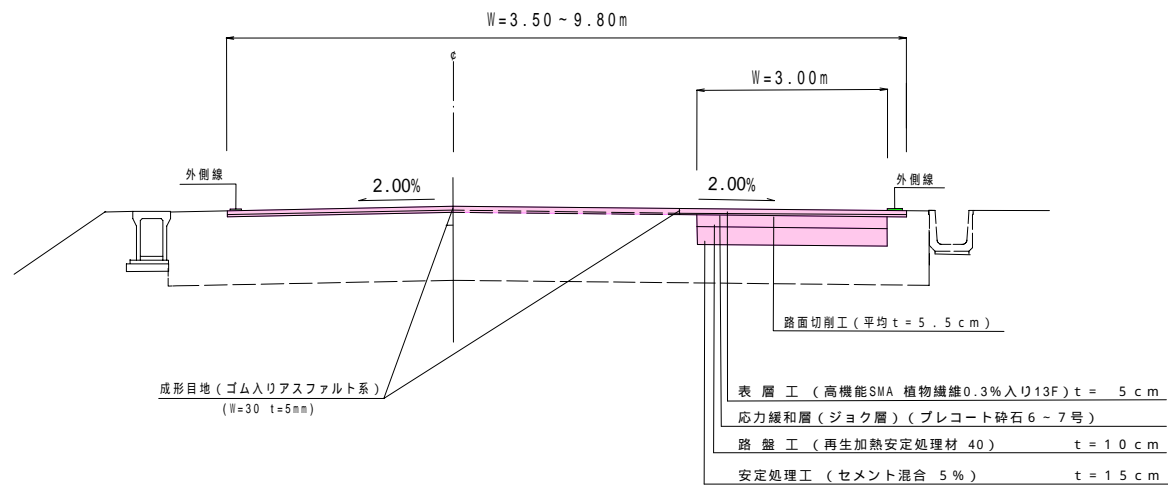 W=3.50~9.80m
℄
W=3.00m
外側線
2.00%
2.00%
外側線
路面切削工(平均t=5.5cm)
成形目地(ゴム入りアスファルト系)
(W=30 t=5mm)
表層工(高機能SMA 植物繊維0.3%入り13F)t= 5cm
応力緩和層(ジョク層)(プレコート砕石6~7号)
路盤工(再生加熱安定処理材 40) t=10cm
安定処理工(セメント混合 5%) t=15cm